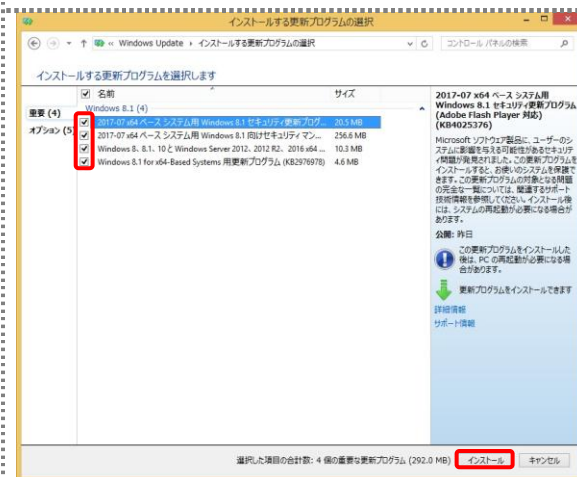 インストールする更新プログラムの選択
« Windows Update › インストールする更新プログラムの選択
コントロール パネルの検索
インストールする更新プログラムを選択します
名前 サイズ
重要 (4)
オプション (5)
Windows 8.1 (4)
2017-07 x64 ベース システム用 Windows 8.1 セキュリティ更新プログ... 20.5 MB
2017-07 x64 ベース システム用 Windows 8.1 向けセキュリティ マン... 256.6 MB
Windows 8、8.1、10 と Windows Server 2012、2012 R2、2016 x64 ... 10.3 MB
Windows 8.1 for x64-Based Systems 用更新プログラム (KB2976978) 4.6 MB
2017-07 x64 ベース システム用
Windows 8.1 セキュリティ更新プログラム
(Adobe Flash Player 対応)
(KB4025376)
Microsoft ソフトウェア製品に、ユーザーのシ
ステムに影響を与える可能性があるセキュリテ
ィ問題が発見されました。この更新プログラムを
インストールすると、お使いのシステムを保護で
きます。この更新プログラムの対象となる問題
の完全な一覧については、関連するサポート
技術情報を参照してください。インストール後
には、システムの再起動が必要になる場合が
あります。
公開: 昨日
この更新プログラムをインストールした
後は、PC の再起動が必要になる場
合があります。
更新プログラムをインストールできます
詳細情報
サポート情報
選択した項目の合計数: 4 個の重要な更新プログラム (292.0 MB)
インストール
キャンセル